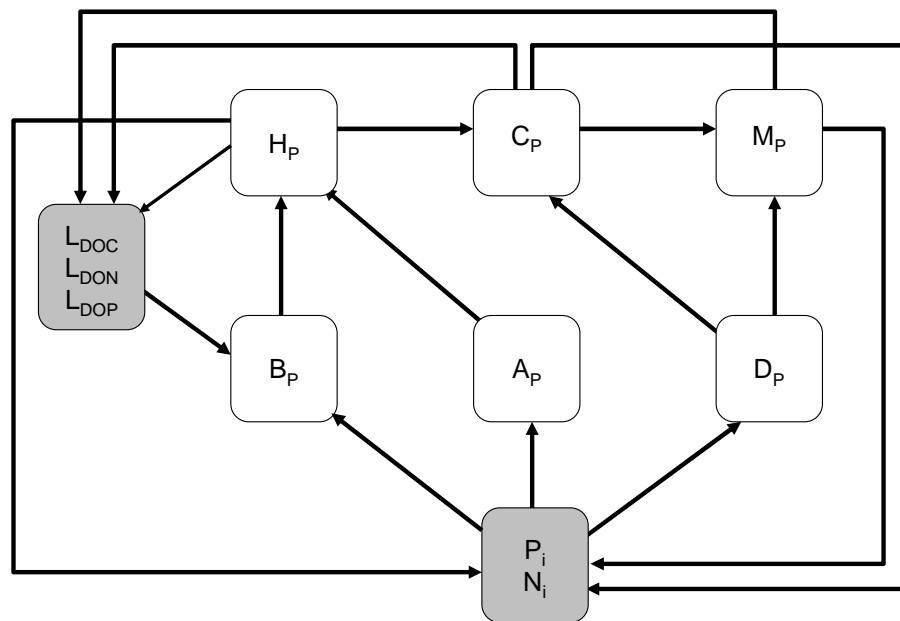 H_P
C_P
M_P
L_DOC
L_DON
L_DOP
B_P
A_P
D_P
P_i
N_i